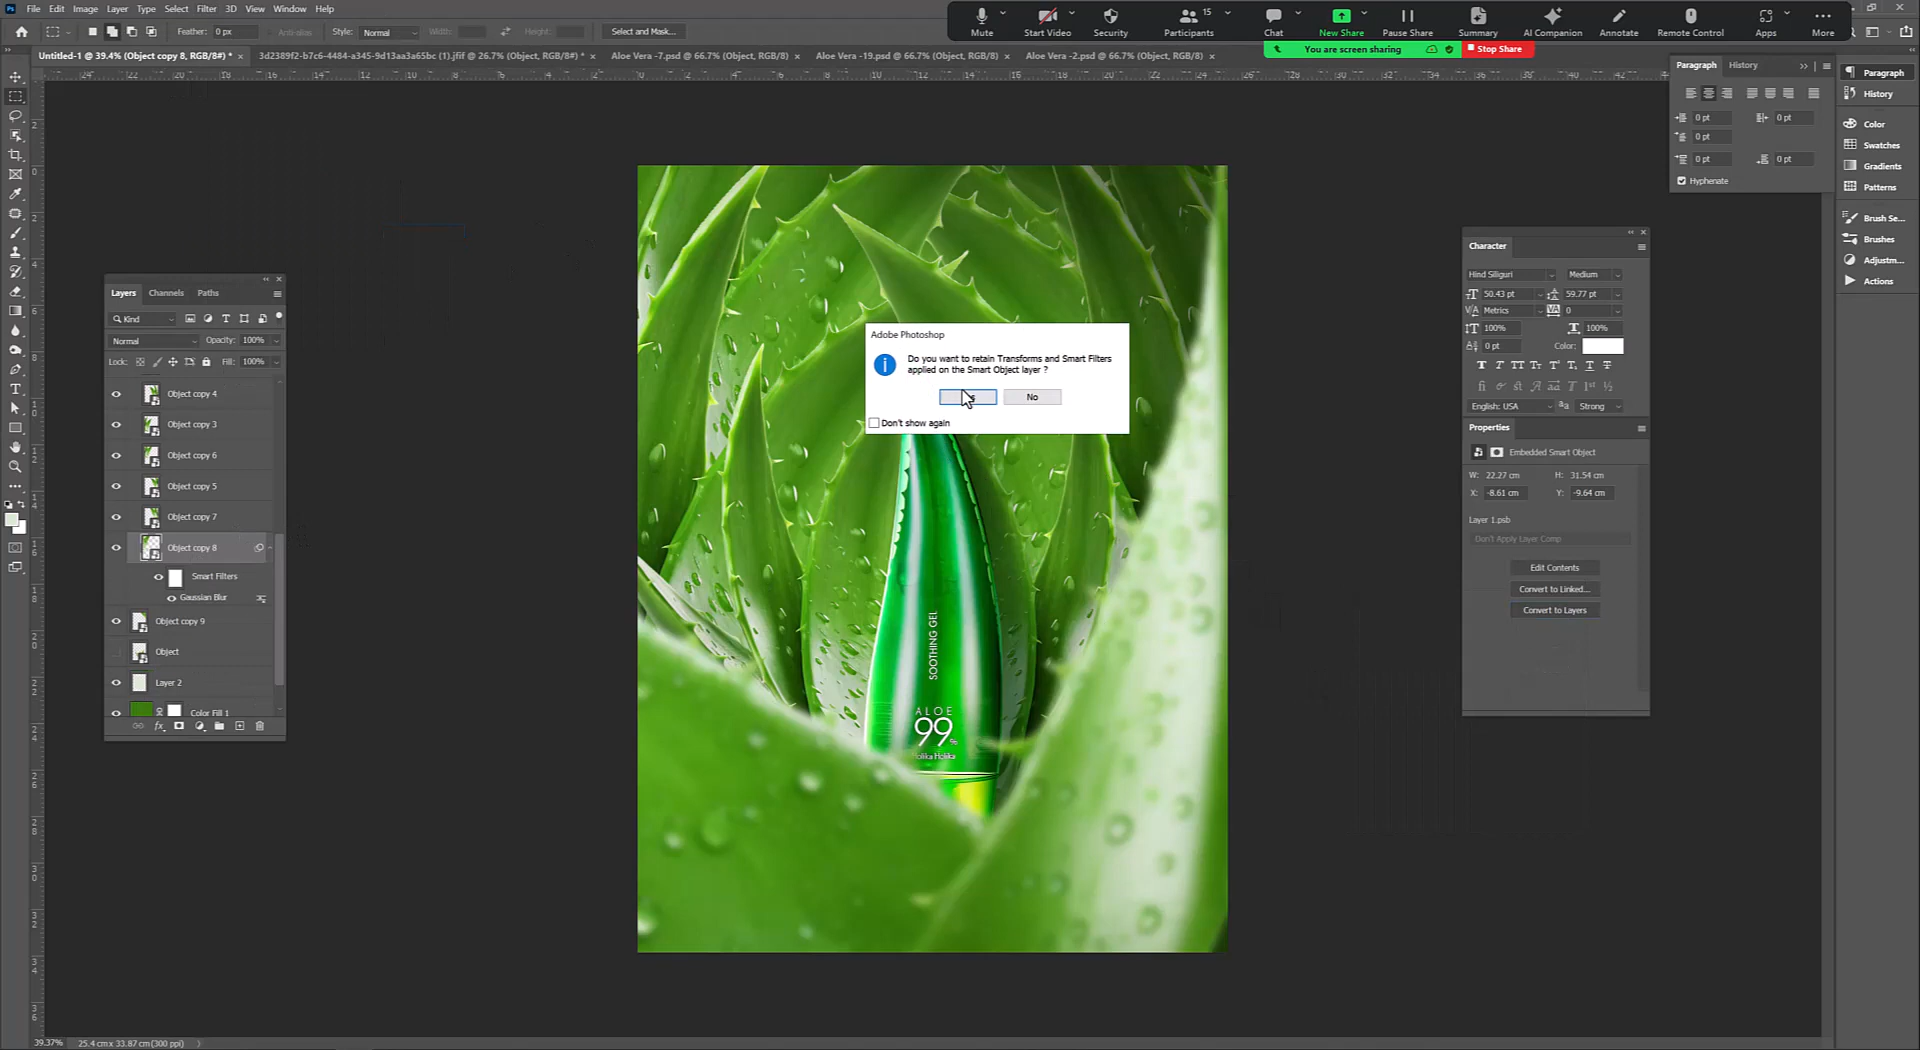 File Edit Image Layer Type Select Filter 3D View Window Help
Feather: 0 px Anti-alias Style: Normal Width: Height: Select and Mask...
Mute Start Video Security Participants 15 Chat New Share Pause Share Summary AI Companion Annotate Remote Control Apps More
You are screen sharing Stop Share
Untitled-1 @ 39.4% (Object copy 8, RGB/8#) * × 3d2389f2-b7c6-4484-a345-9d13aa3a65bc (1).jfif @ 26.7% (Object, RGB/8#) * × Aloe Vera -7.psd @ 66.7% (Object, RGB/8) × Aloe Vera -19.psd @ 66.7% (Object, RGB/8) × Aloe Vera -2.psd @ 66.7% (Object, RGB/8) ×
Paragraph History
0 pt 0 pt
0 pt
0 pt 0 pt
Hyphenate
Paragraph
History
Color
Swatches
Gradients
Patterns
Brush Se...
Brushes
Adjustm...
Actions
Layers Channels Paths
Kind
Normal Opacity: 100%
Lock: Fill: 100%
Object copy 4
Object copy 3
Object copy 6
Object copy 5
Object copy 7
Object copy 8
Smart Filters
Gaussian Blur
Object copy 9
Object
Layer 2
Color Fill 1
Adobe Photoshop
Do you want to retain Transforms and Smart Filters
applied on the Smart Object layer ?
No
Don't show again
SOOTHING GEL
ALOE
99%
Holika Holika
Character
Hind Siliguri Medium
50.43 pt 59.77 pt
Metrics 0
100% 100%
0 pt Color:
English: USA Strong
Properties
Embedded Smart Object
W: 22.27 cm H: 31.54 cm
X: -8.61 cm Y: -9.64 cm
Layer 1.psb
Don't Apply Layer Comp
Edit Contents
Convert to Linked...
Convert to Layers
39.37% 25.4 cm x 33.87 cm (300 ppi)